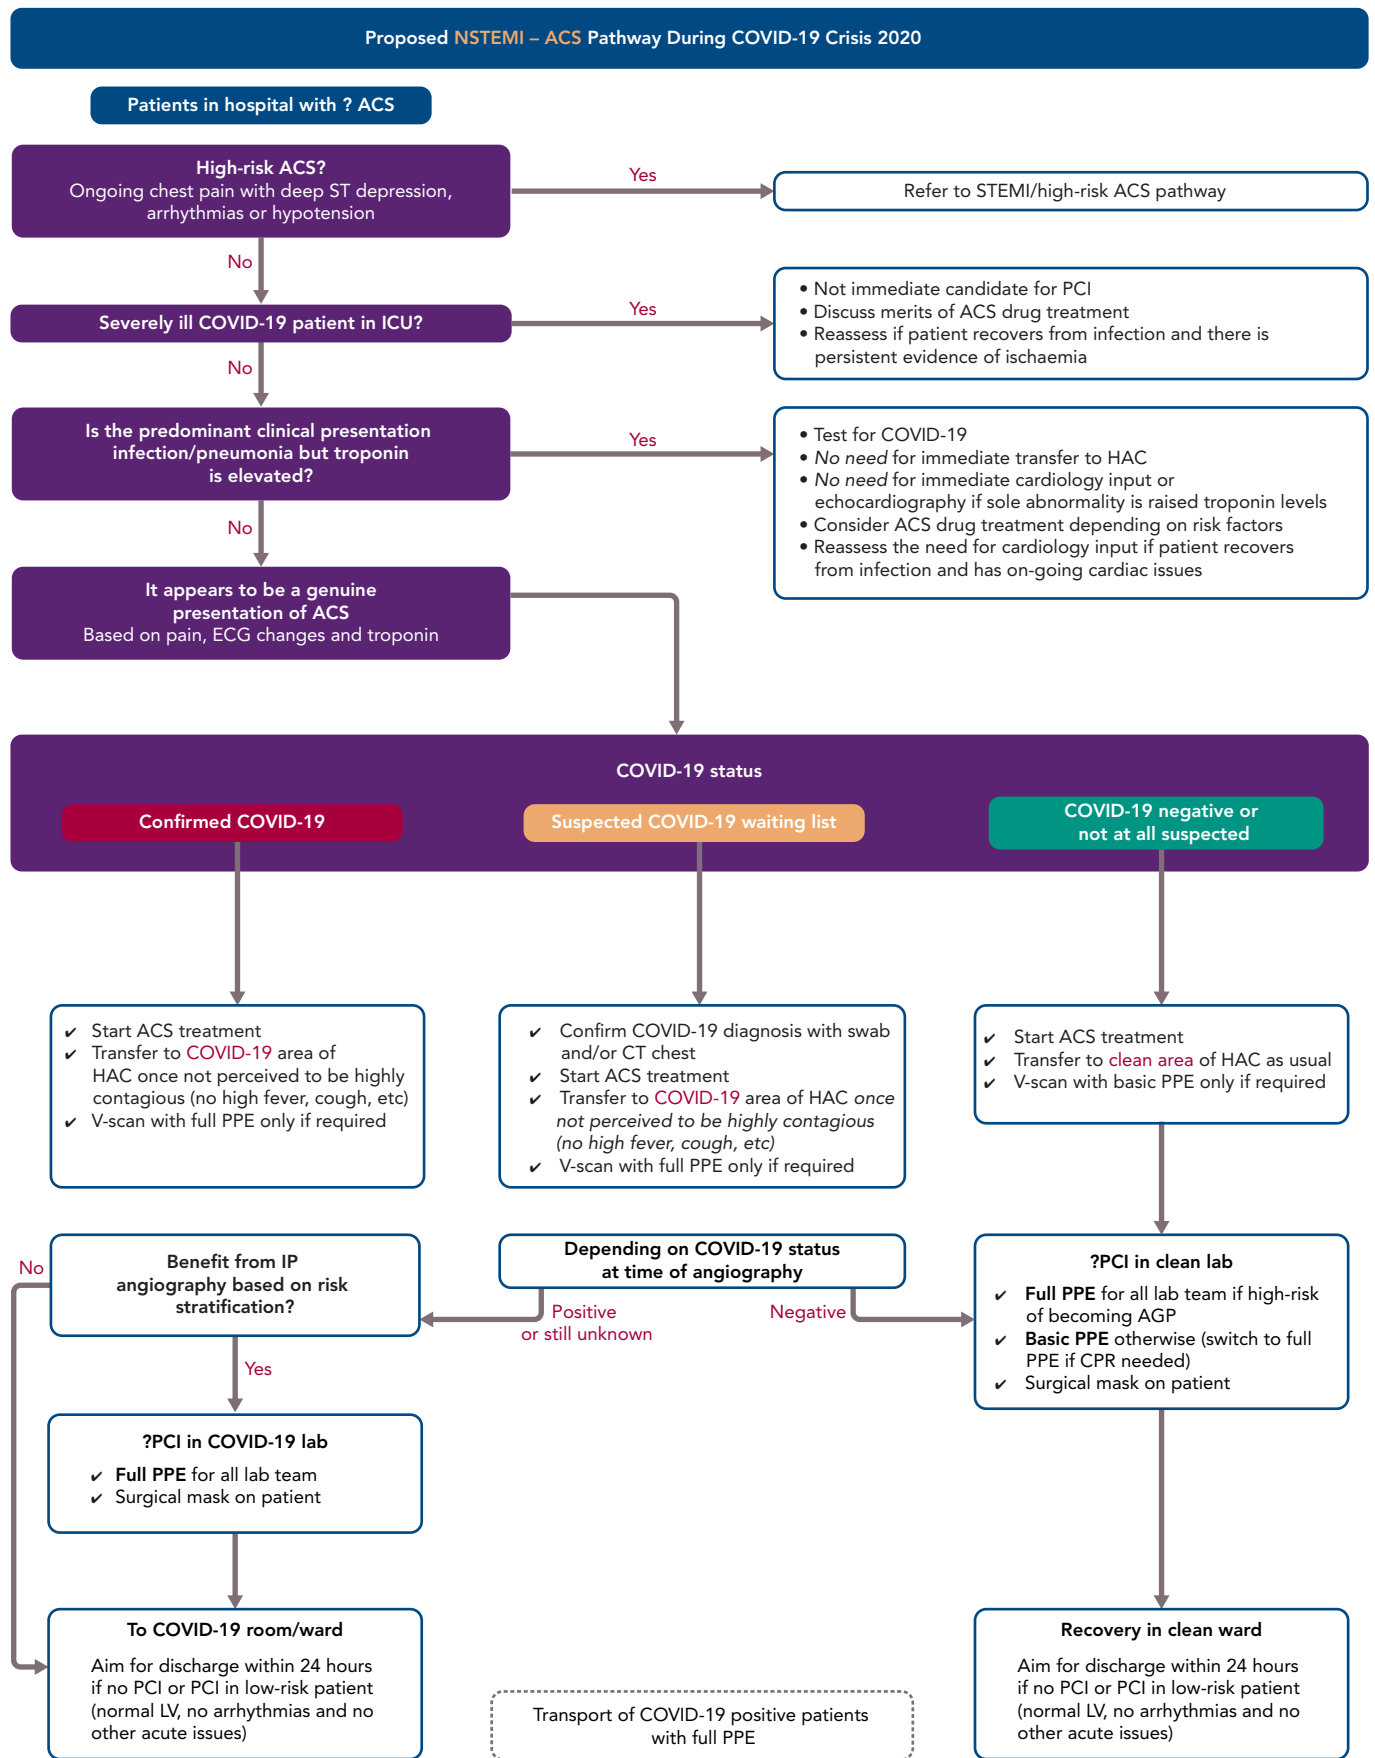 Proposed NSTEMI – ACS Pathway During COVID-19 Crisis 2020
Patients in hospital with ? ACS
High-risk ACS?
Ongoing chest pain with deep ST depression,
arrhythmias or hypotension
Yes
Refer to STEMI/high-risk ACS pathway
No
Severely ill COVID-19 patient in ICU?
Yes
• Not immediate candidate for PCI
• Discuss merits of ACS drug treatment
• Reassess if patient recovers from infection and there is
persistent evidence of ischaemia
No
Is the predominant clinical presentation
infection/pneumonia but troponin
is elevated?
Yes
• Test for COVID-19
• No need for immediate transfer to HAC
• No need for immediate cardiology input or
echocardiography if sole abnormality is raised troponin levels
• Consider ACS drug treatment depending on risk factors
• Reassess the need for cardiology input if patient recovers
from infection and has on-going cardiac issues
No
It appears to be a genuine
presentation of ACS
Based on pain, ECG changes and troponin
COVID-19 status
Confirmed COVID-19
Suspected COVID-19 waiting list
COVID-19 negative or
not at all suspected
✔ Start ACS treatment
✔ Transfer to COVID-19 area of
HAC once not perceived to be highly
contagious (no high fever, cough, etc)
✔ V-scan with full PPE only if required
✔ Confirm COVID-19 diagnosis with swab
and/or CT chest
✔ Start ACS treatment
✔ Transfer to COVID-19 area of HAC once
not perceived to be highly contagious
(no high fever, cough, etc)
✔ V-scan with full PPE only if required
✔ Start ACS treatment
✔ Transfer to clean area of HAC as usual
✔ V-scan with basic PPE only if required
No
Benefit from IP
angiography based on risk
stratification?
Depending on COVID-19 status
at time of angiography
Positive
or still unknown
Negative
?PCI in clean lab
✔ Full PPE for all lab team if high-risk
of becoming AGP
✔ Basic PPE otherwise (switch to full
PPE if CPR needed)
✔ Surgical mask on patient
Yes
?PCI in COVID-19 lab
✔ Full PPE for all lab team
✔ Surgical mask on patient
To COVID-19 room/ward
Aim for discharge within 24 hours
if no PCI or PCI in low-risk patient
(normal LV, no arrhythmias and no
other acute issues)
Transport of COVID-19 positive patients
with full PPE
Recovery in clean ward
Aim for discharge within 24 hours
if no PCI or PCI in low-risk patient
(normal LV, no arrhythmias and no
other acute issues)